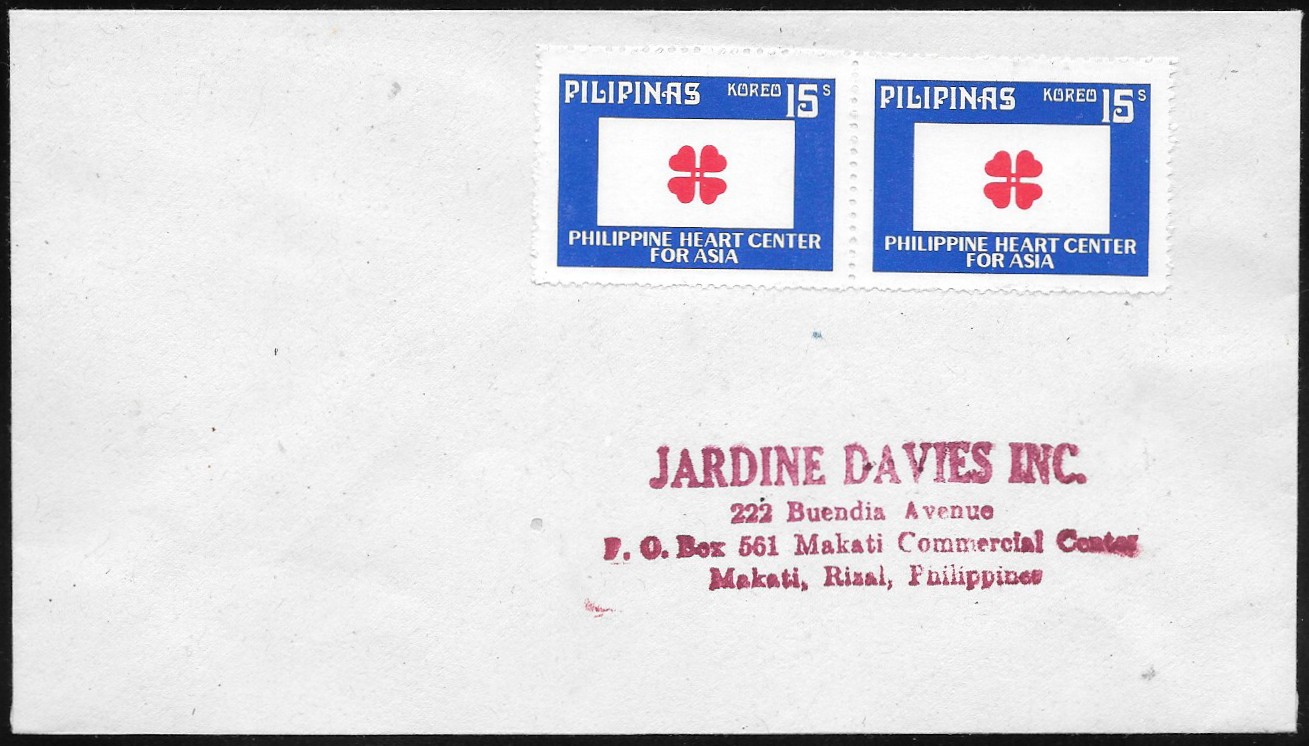 PILIPINAS KOREO 15s
PHILIPPINE HEART CENTER
FOR ASIA
PILIPINAS KOREO 15s
PHILIPPINE HEART CENTER
FOR ASIA
JARDINE DAVIES INC.
222 Buendia Avenue
P. O. Box 561 Makati Commercial Center
Makati, Rizal, Philippines